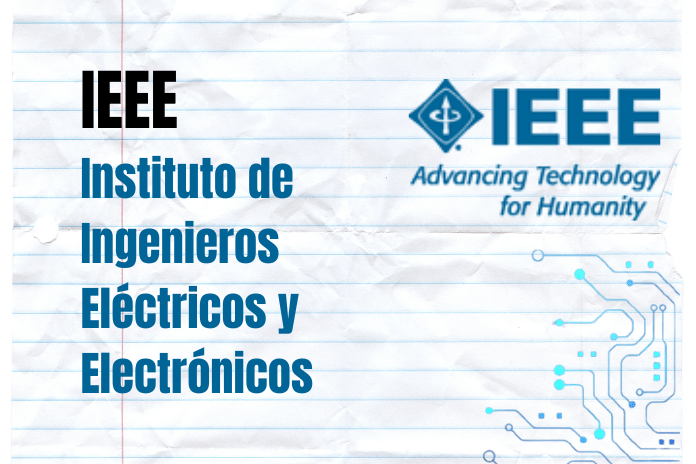 IEEE
Instituto de
Ingenieros
Eléctricos y
Electrónicos
IEEE
Advancing Technology
for Humanity